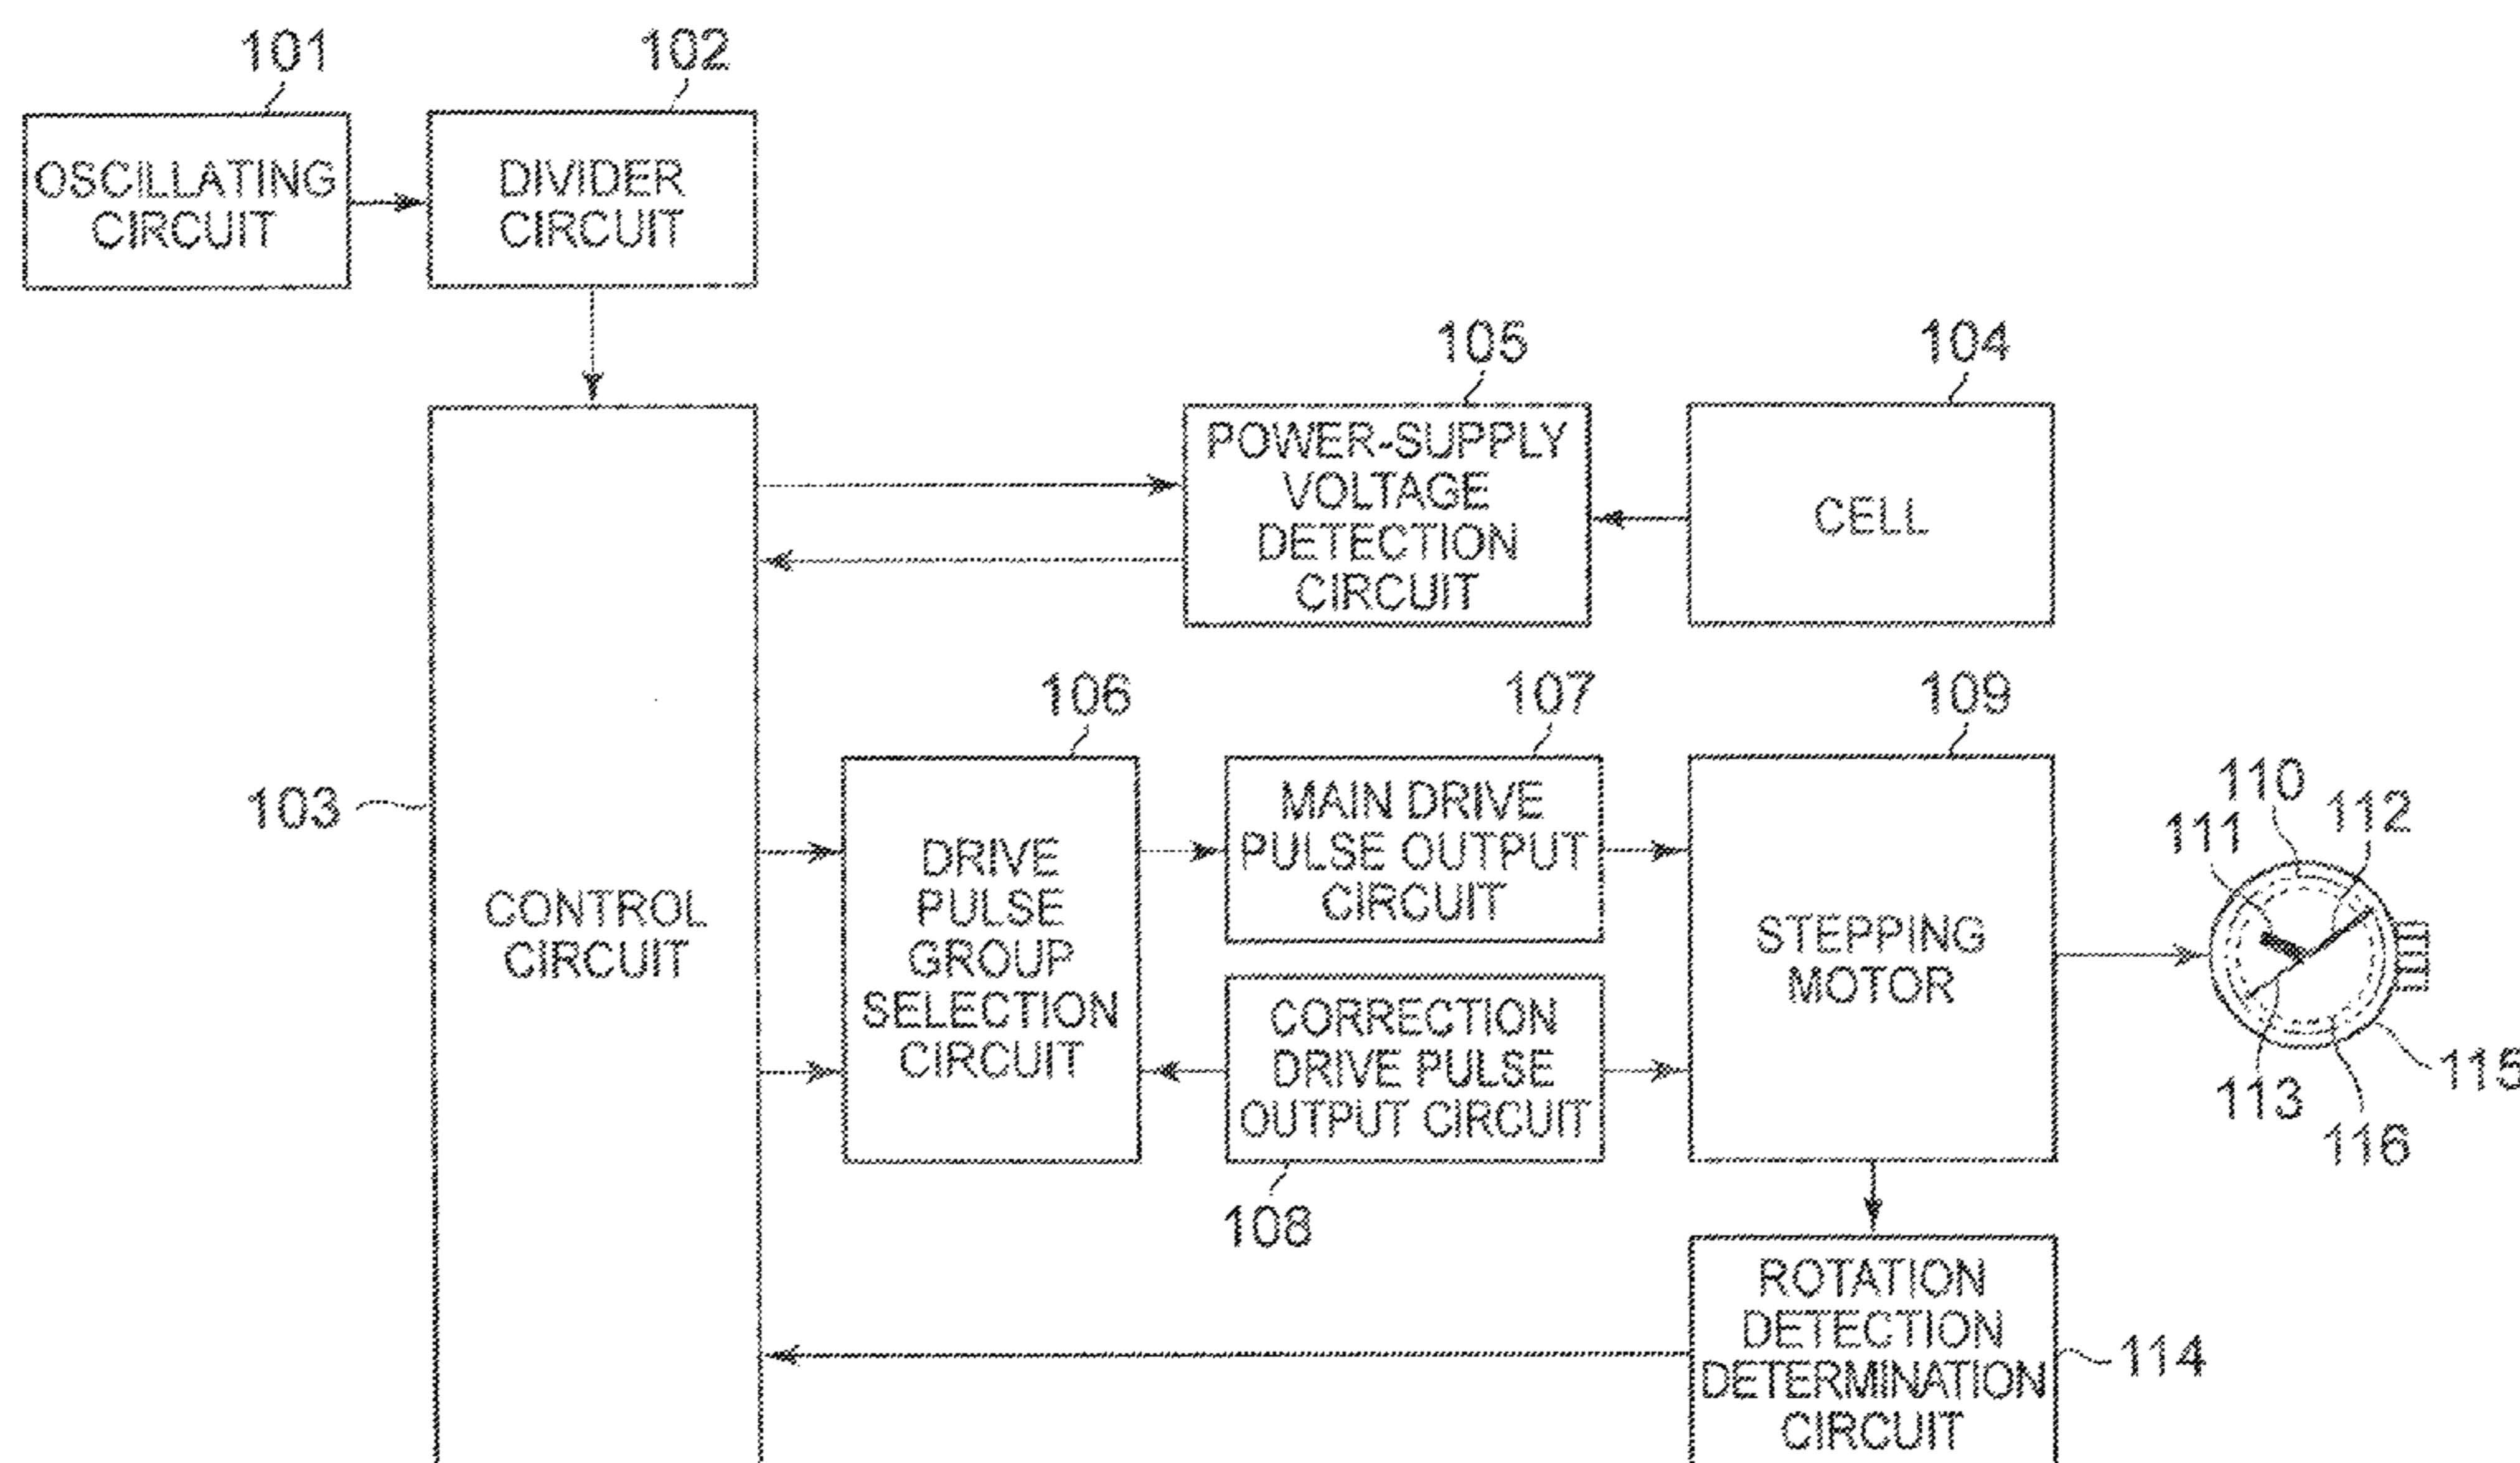 101
102
OSCILLATING
CIRCUIT
DIVIDER
CIRCUIT
105
104
POWER-SUPPLY
VOLTAGE
DETECTION
CIRCUIT
CELL
103
CONTROL
CIRCUIT
106
107
109
DRIVE
PULSE
GROUP
SELECTION
CIRCUIT
MAIN DRIVE
PULSE OUTPUT
CIRCUIT
CORRECTION
DRIVE PULSE
OUTPUT CIRCUIT
108
STEPPING
MOTOR
110
111
112
113
115
116
ROTATION
DETECTION
DETERMINATION
CIRCUIT
114